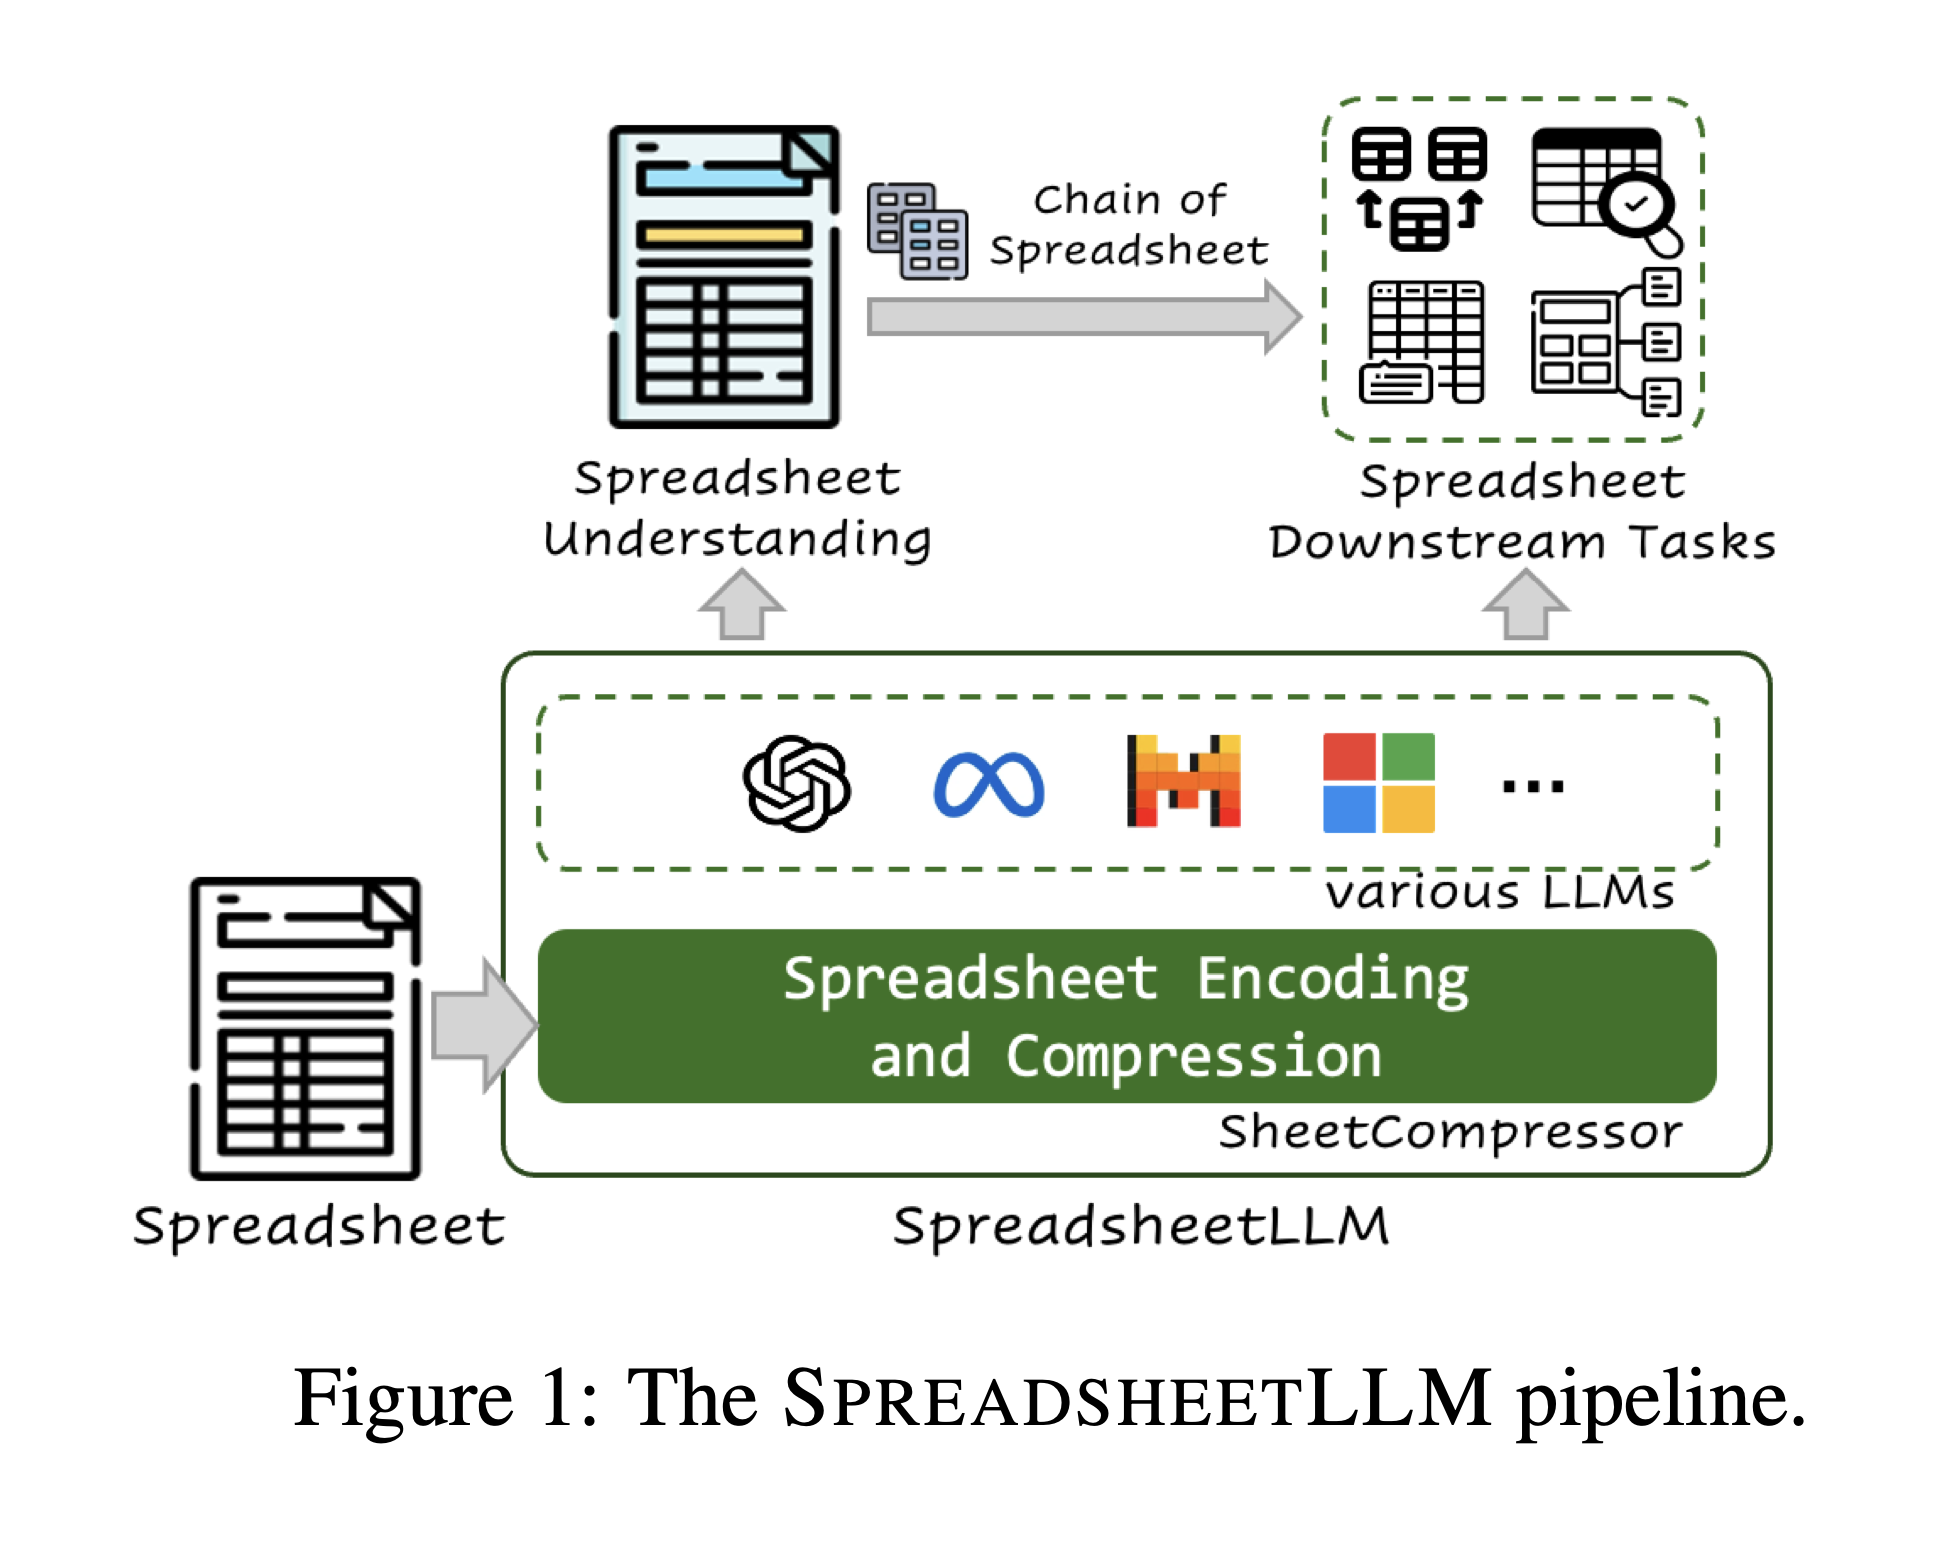 Chain of
Spreadsheet
Spreadsheet
Understanding
Spreadsheet
Downstream Tasks
...
various LLMs
Spreadsheet Encoding
and Compression
SheetCompressor
Spreadsheet
SpreadsheetLLM
Figure 1: The SPREADSHEETLLM pipeline.